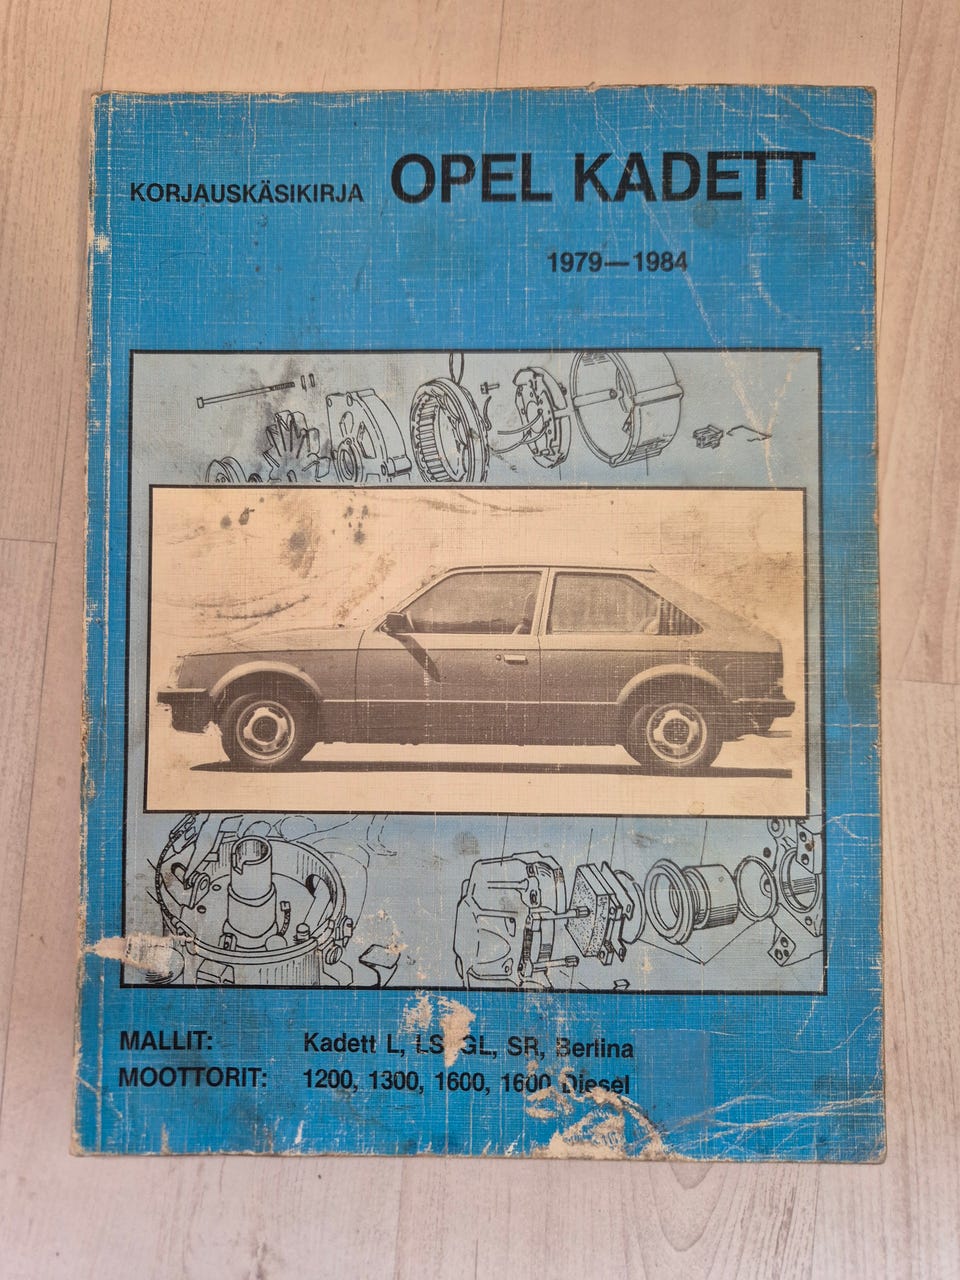 KORJAUSKÄSIKIRJA OPEL KADETT
1979—1984
MALLIT: Kadett L, LS, GL, SR, Berlina
MOOTTORIT: 1200, 1300, 1600, 1600 Diesel